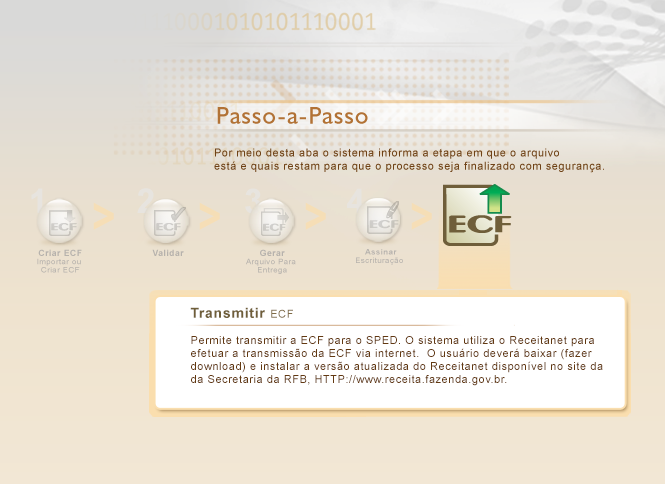 0001010101110001
Passo-a-Passo
Por meio desta aba o sistema informa a etapa em que o arquivo
está e quais restam para que o processo seja finalizado com segurança.
1
2
3
4
ECF
ECF
ECF
ECF
ECF
Criar ECF
Importar ou
Criar ECF
Validar
Gerar
Arquivo Para
Entrega
Assinar
Escrituração
Transmitir ECF
Permite transmitir a ECF para o SPED. O sistema utiliza o Receitanet para
efetuar a transmissão da ECF via internet. O usuário deverá baixar (fazer
download) e instalar a versão atualizada do Receitanet disponível no site da
da Secretaria da RFB, HTTP://www.receita.fazenda.gov.br.